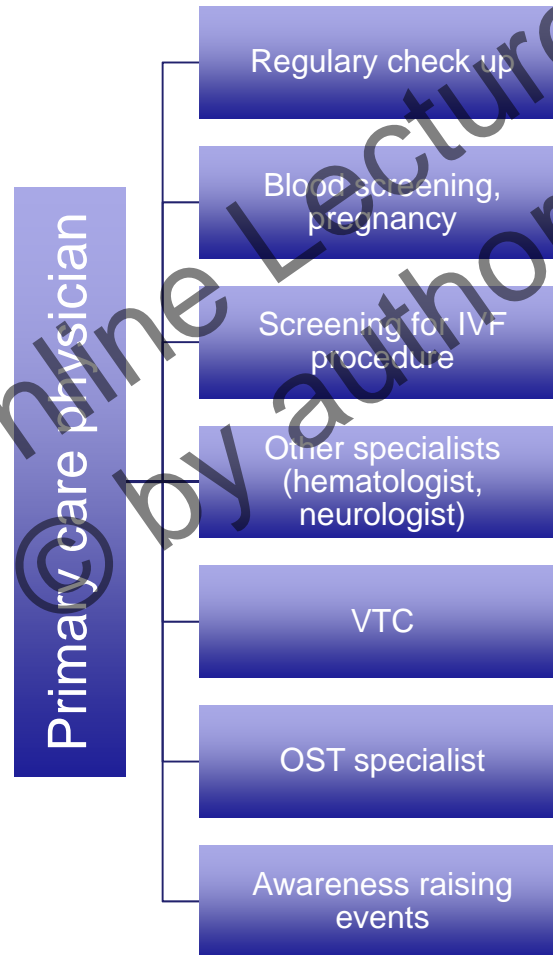 Primary care physician
Regulary check up
Blood screening,
pregnancy
Screening for IVF
procedure
Other specialists
(hematologist,
neurologist)
VTC
OST specialist
Awareness raising
events
nline Lecture
© by author